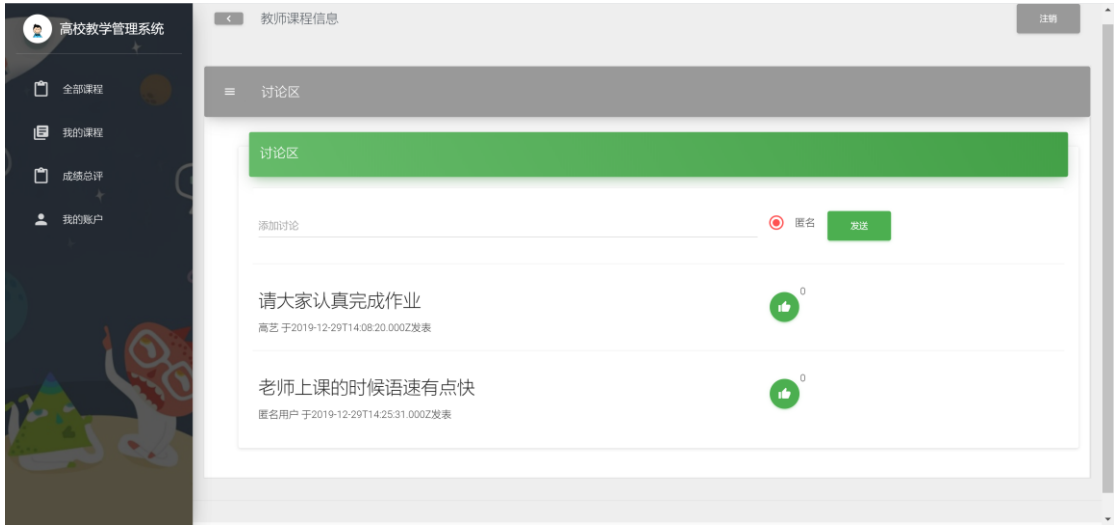 高校教学管理系统
教师课程信息
注销
全部课程
我的课程
成绩总评
我的账户
讨论区
讨论区
添加讨论
匿名
发送
请大家认真完成作业
0
高艺 于2019-12-29T14:08:20.000Z发表
老师上课的时候语速有点快
0
匿名用户 于2019-12-29T14:25:31.000Z发表